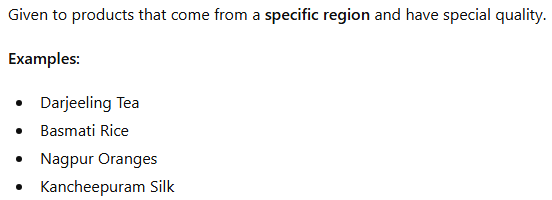 Given to products that come from a specific region and have special quality.
Examples:
• Darjeeling Tea
• Basmati Rice
• Nagpur Oranges
• Kancheepuram Silk